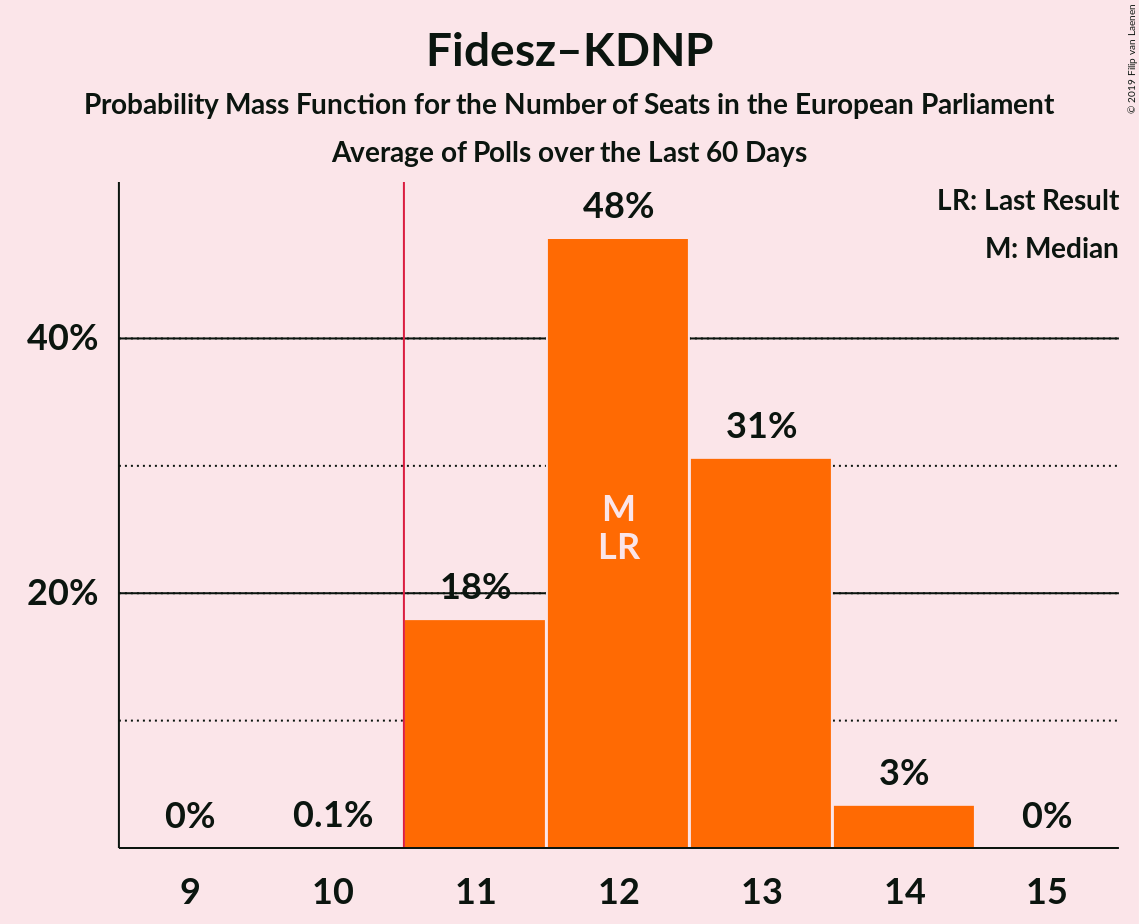 Fidesz–KDNP
Probability Mass Function for the Number of Seats in the European Parliament
Average of Polls over the Last 60 Days
© 2019 Filip van Laenen
LR: Last Result
M: Median
48%
40%
31%
M
LR
20%
18%
3%
0%
0.1%
0%
9 10 11 12 13 14 15